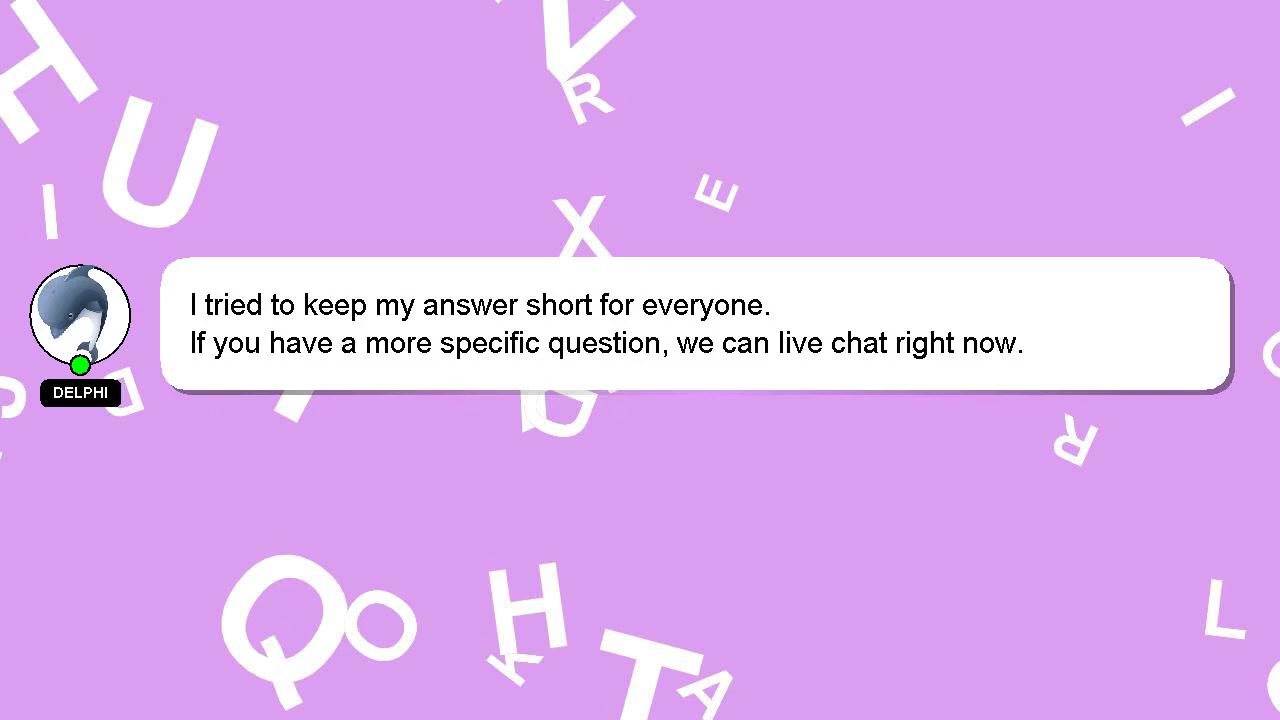 I tried to keep my answer short for everyone.
If you have a more specific question, we can live chat right now.
DELPHI
H
U
I
V
R
E
X
I
D
R
Q
O
H
K
T
A
L